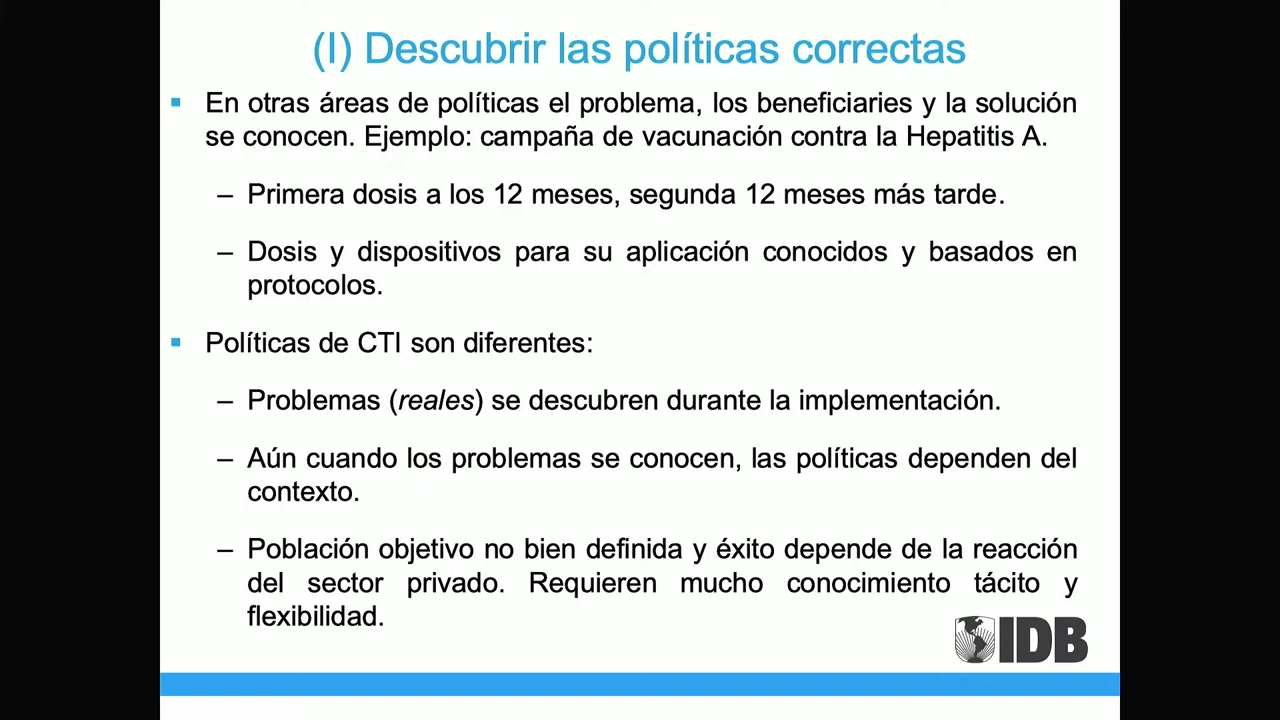 (I) Descubrir las políticas correctas
▪ En otras áreas de políticas el problema, los beneficiaries y la solución
se conocen. Ejemplo: campaña de vacunación contra la Hepatitis A.
– Primera dosis a los 12 meses, segunda 12 meses más tarde.
– Dosis y dispositivos para su aplicación conocidos y basados en
protocolos.
▪ Políticas de CTI son diferentes:
– Problemas (reales) se descubren durante la implementación.
– Aún cuando los problemas se conocen, las políticas dependen del
contexto.
– Población objetivo no bien definida y éxito depende de la reacción
del sector privado. Requieren mucho conocimiento tácito y
flexibilidad.
IDB